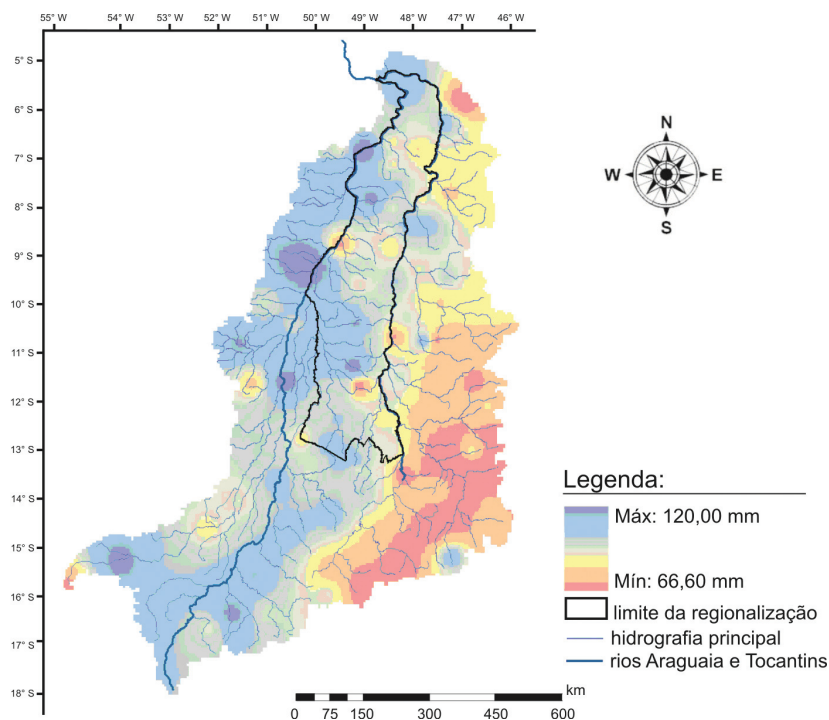 55° W 54° W 53° W 52° W 51° W 50° W 49° W 48° W 47° W 46° W
5° S
6° S
7° S
8° S
9° S
10° S
11° S
12° S
13° S
14° S
15° S
16° S
17° S
18° S
N
W E
S
Legenda:
Máx: 120,00 mm
Mín: 66,60 mm
limite da regionalização
hidrografia principal
rios Araguaia e Tocantins
km
0 75 150 300 450 600